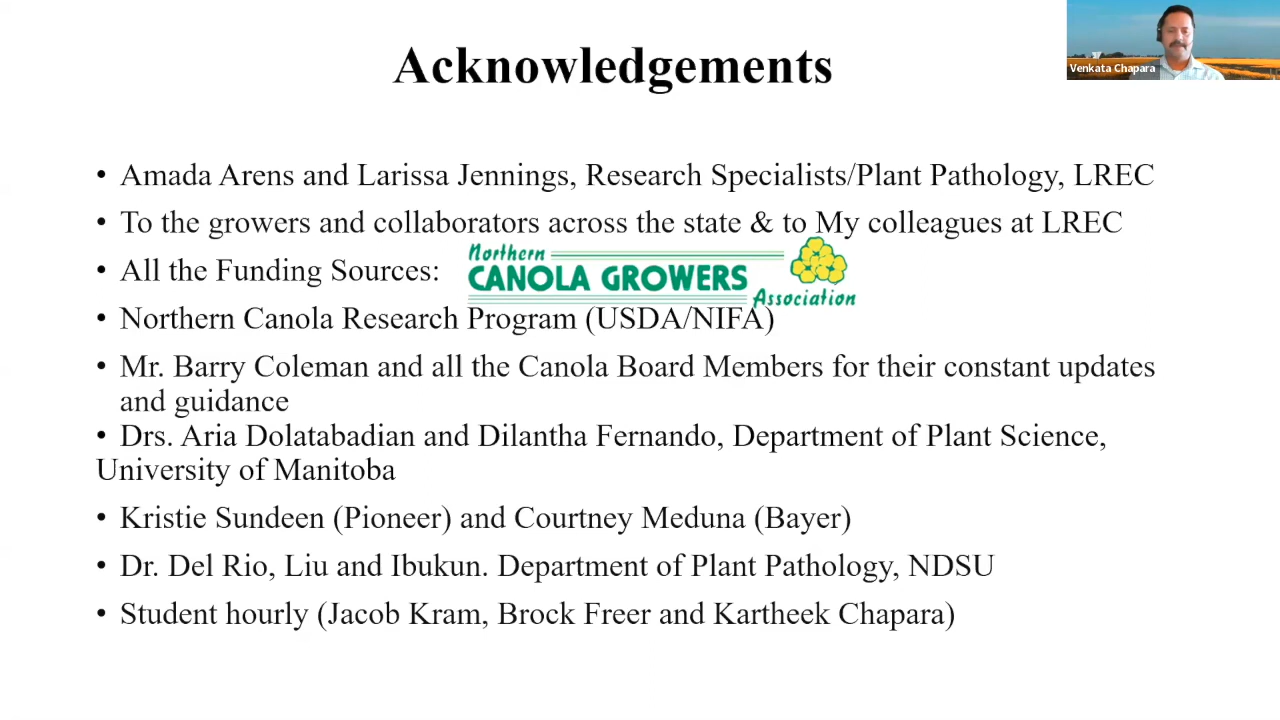 Acknowledgements
Venkata Chapara
• Amada Arens and Larissa Jennings, Research Specialists/Plant Pathology, LREC
• To the growers and collaborators across the state & to My colleagues at LREC
• All the Funding Sources:
Northern
CANOLA GROWERS
Association
• Northern Canola Research Program (USDA/NIFA)
• Mr. Barry Coleman and all the Canola Board Members for their constant updates
and guidance
• Drs. Aria Dolatabadian and Dilantha Fernando, Department of Plant Science,
University of Manitoba
• Kristie Sundeen (Pioneer) and Courtney Meduna (Bayer)
• Dr. Del Rio, Liu and Ibukun. Department of Plant Pathology, NDSU
• Student hourly (Jacob Kram, Brock Freer and Kartheek Chapara)